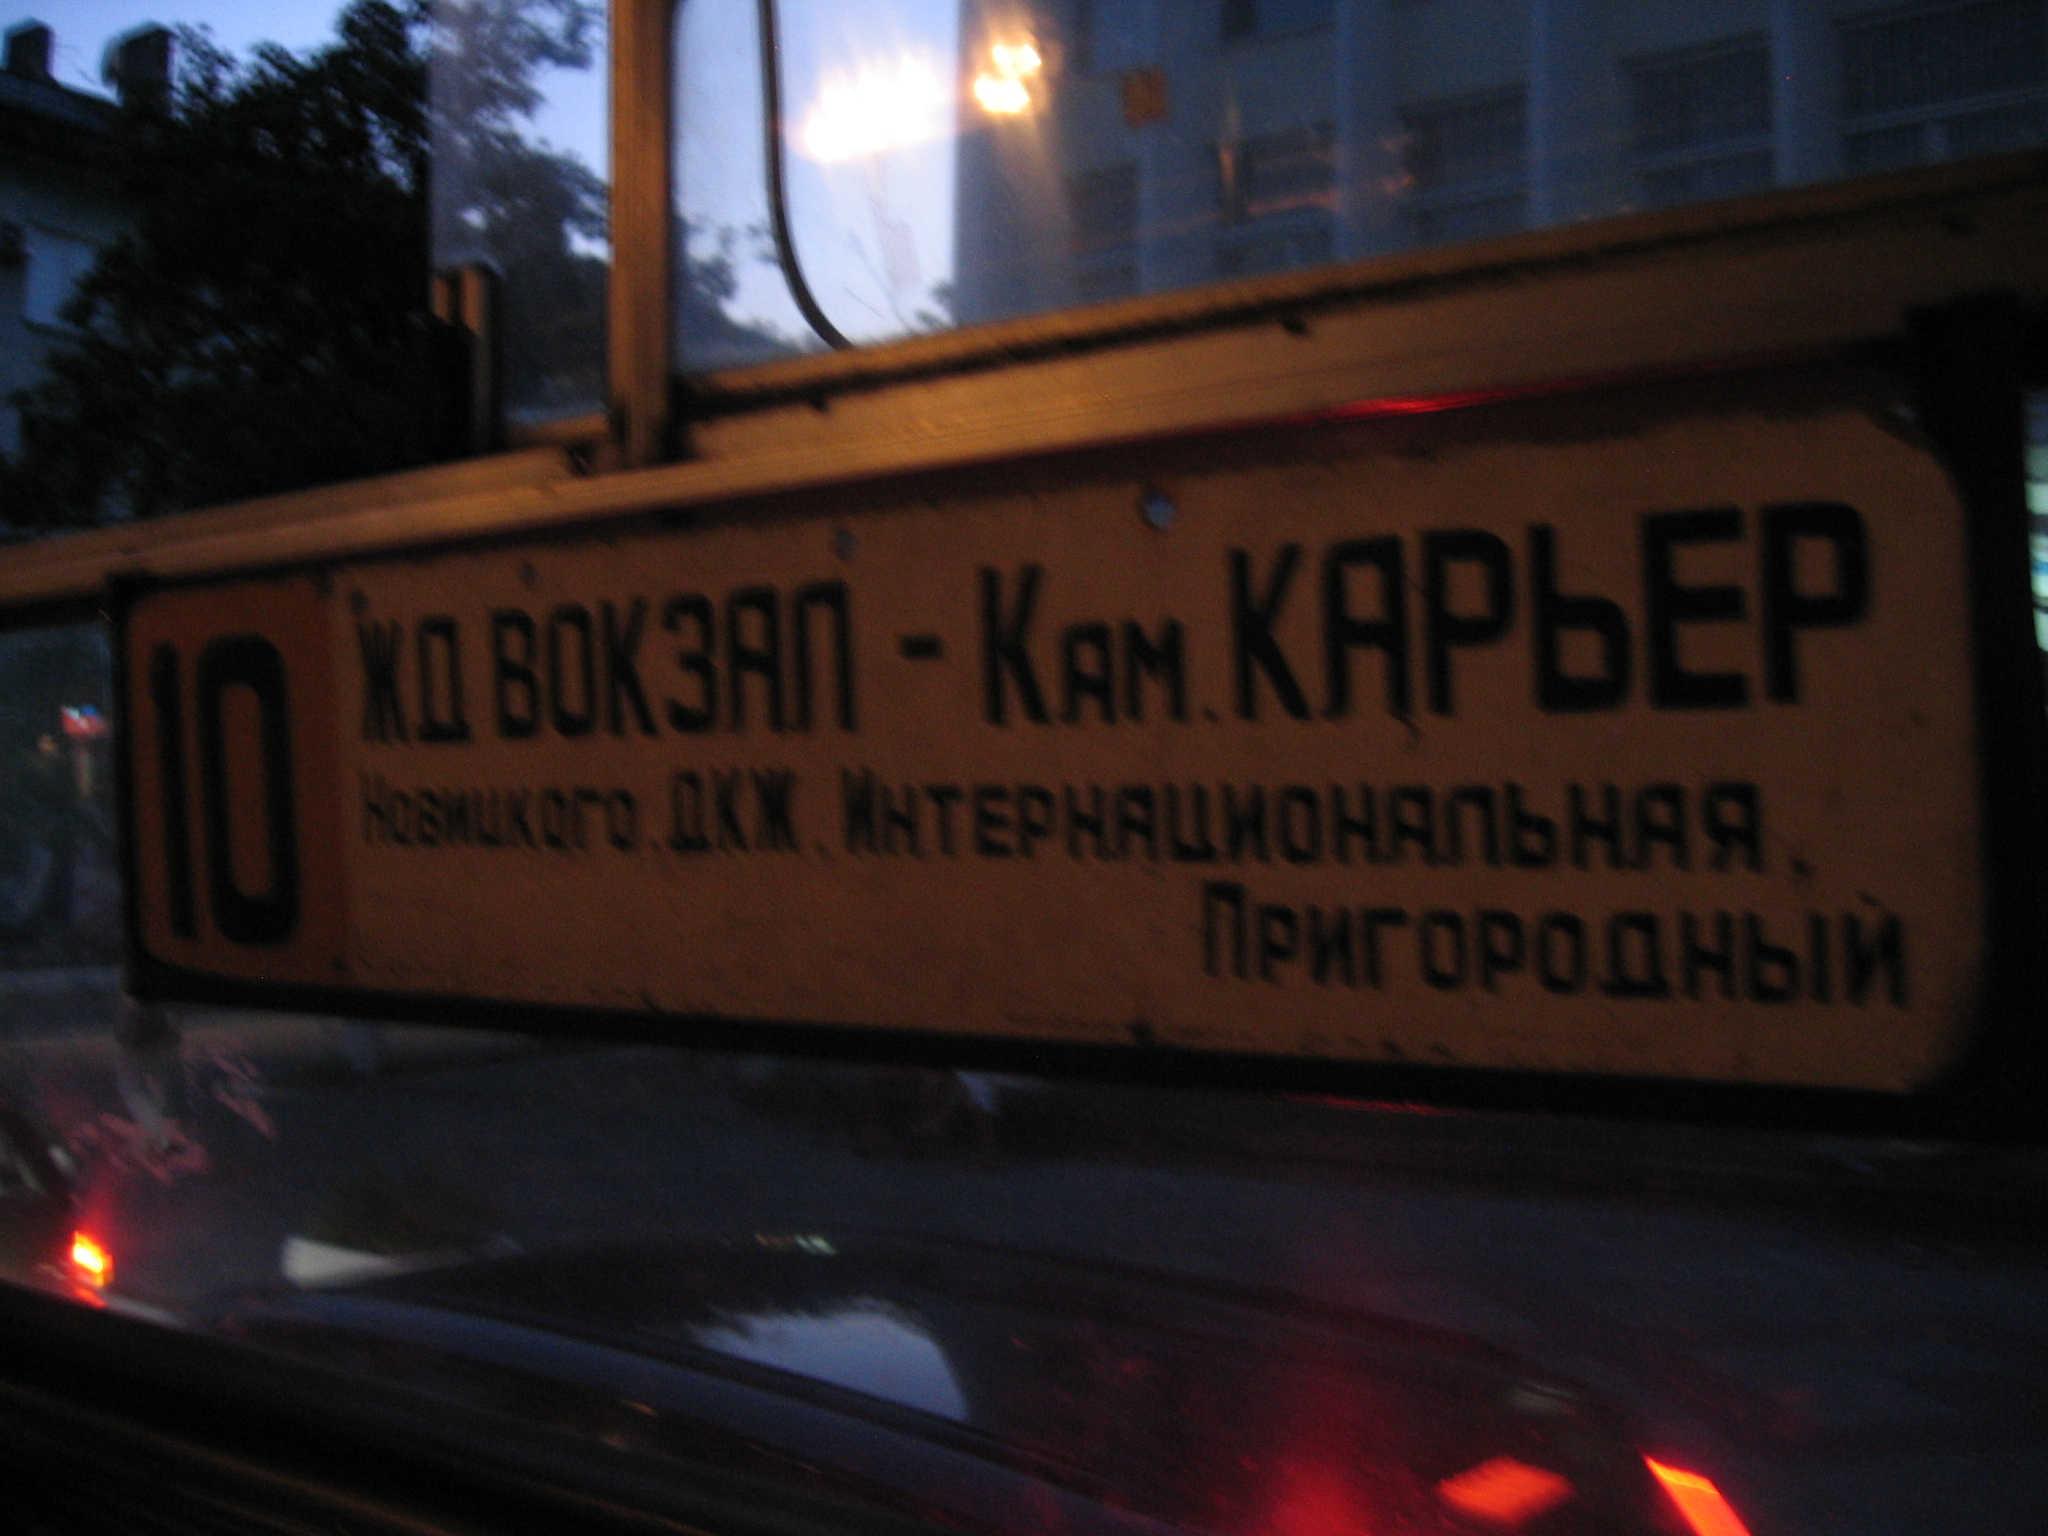 10
ЖД ВОКЗАЛ - Кам. КАРЬЕР
Новицкого. ДКЖ. Интернациональная.
Пригородный